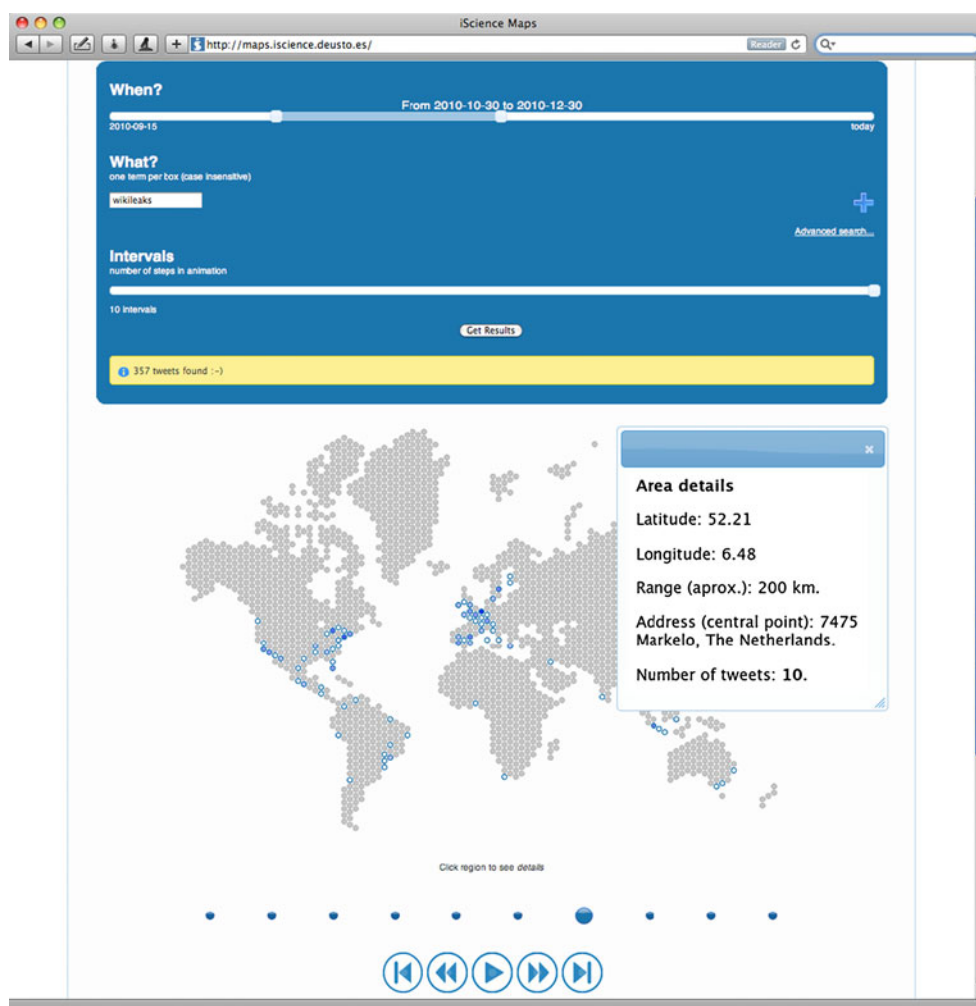 iScience Maps
http://maps.iscience.deusto.es/
Reader
When?
From 2010-10-30 to 2010-12-30
2010-09-15
today
What?
one term per box (case insensitive)
wikileaks
Advanced search...
Intervals
number of steps in animation
10 intervals
Get Results
357 tweets found :-)
Area details
Latitude: 52.21
Longitude: 6.48
Range (aprox.): 200 km.
Address (central point): 7475
Markelo, The Netherlands.
Number of tweets: 10.
Click region to see details